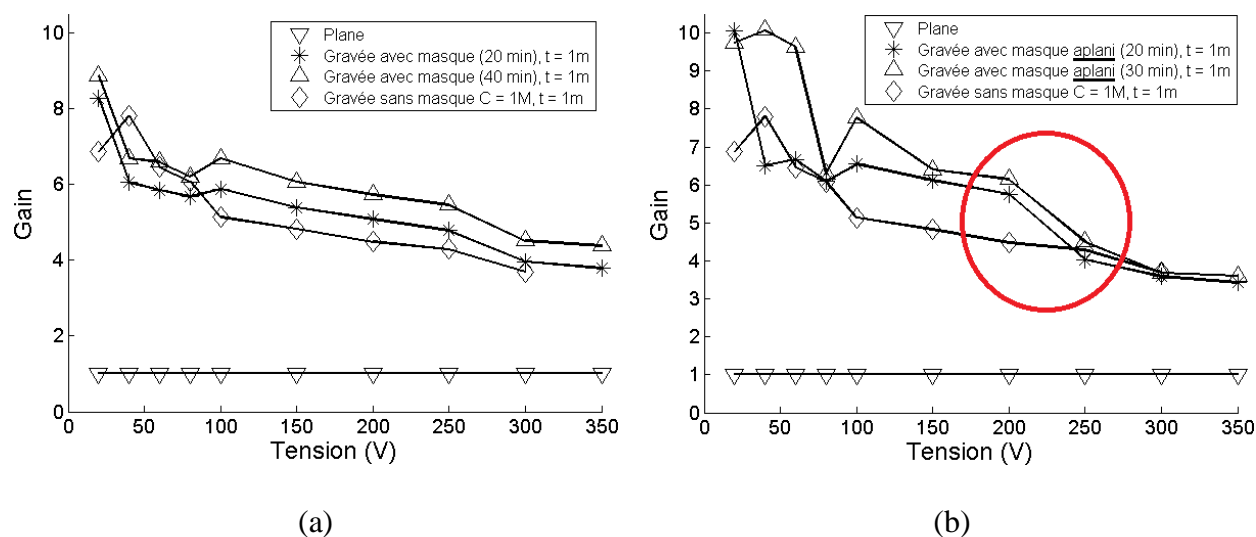 10
8
6
4
2
0
Gain
Plane
Gravée avec masque (20 min), t = 1m
Gravée avec masque (40 min), t = 1m
Gravée sans masque C = 1M, t = 1m
0 50 100 150 200 250 300 350
Tension (V)
(a)
10
9
8
7
6
5
4
3
2
1
0
Gain
Plane
Gravée avec masque aplani (20 min), t = 1m
Gravée avec masque aplani (30 min), t = 1m
Gravée sans masque C = 1M, t = 1m
0 50 100 150 200 250 300 350
Tension (V)
(b)